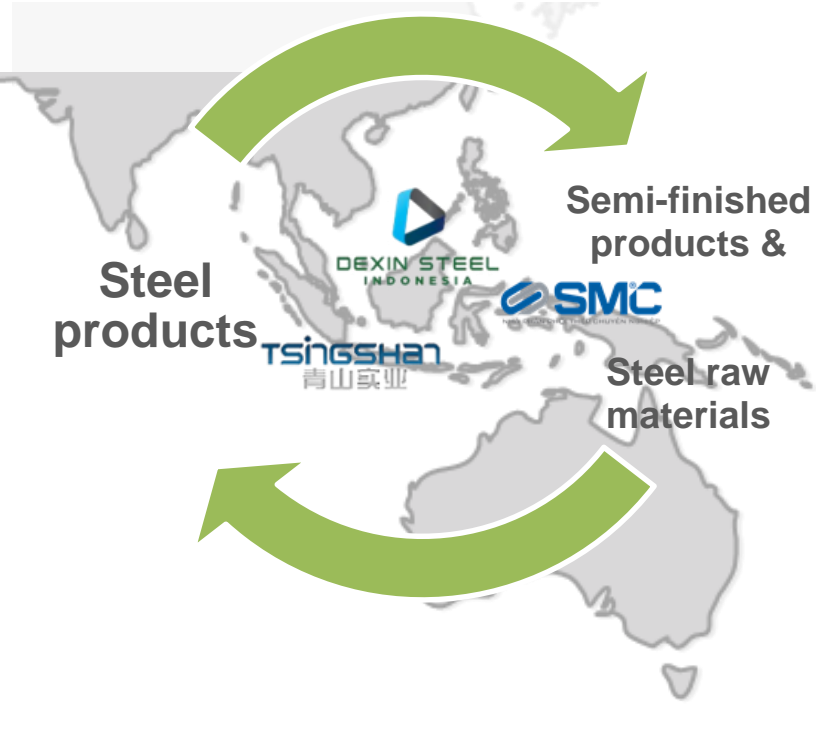 Semi-finished
products &
DEXIN STEEL
INDONESIA
Steel
products
SMC
TSINGSHAN
青山实业
Steel raw
materials